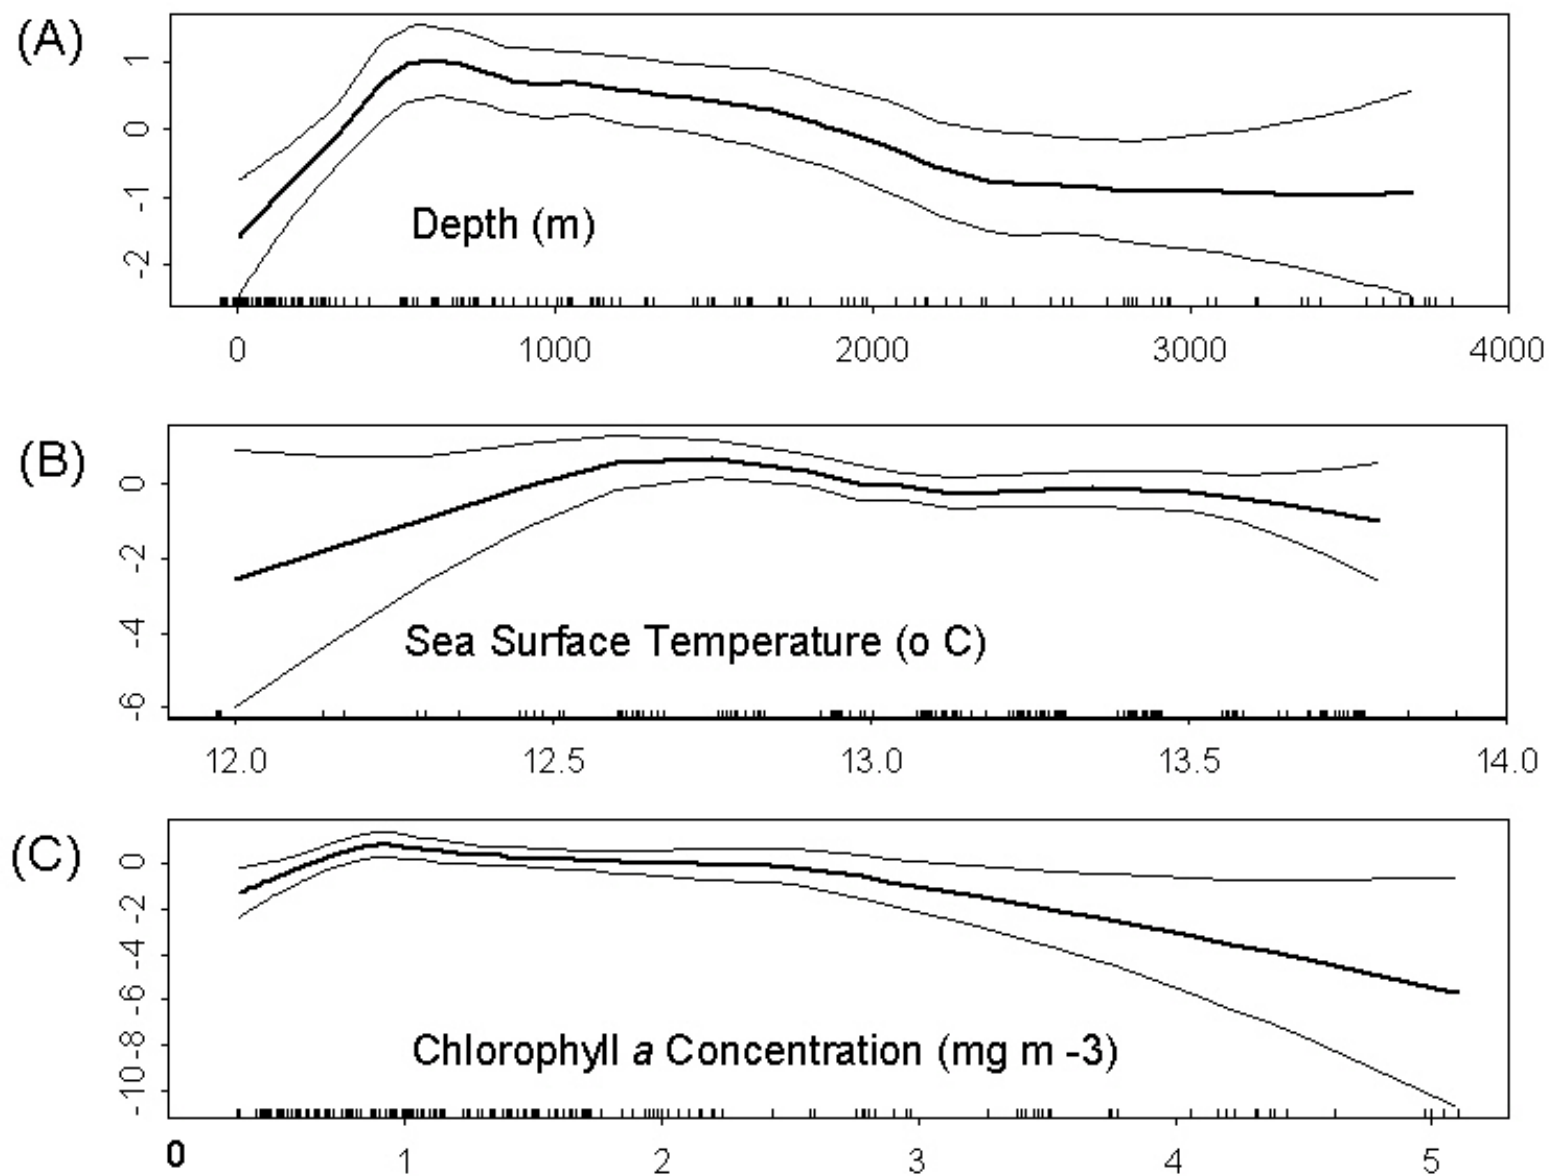 (A)
1
0
-1
-2
Depth (m)
0 1000 2000 3000 4000
(B)
0
-2
-4
-6
Sea Surface Temperature (o C)
12.0 12.5 13.0 13.5 14.0
(C)
0
-2
-4
-6
-8
-10
Chlorophyll a Concentration (mg m -3)
0 1 2 3 4 5